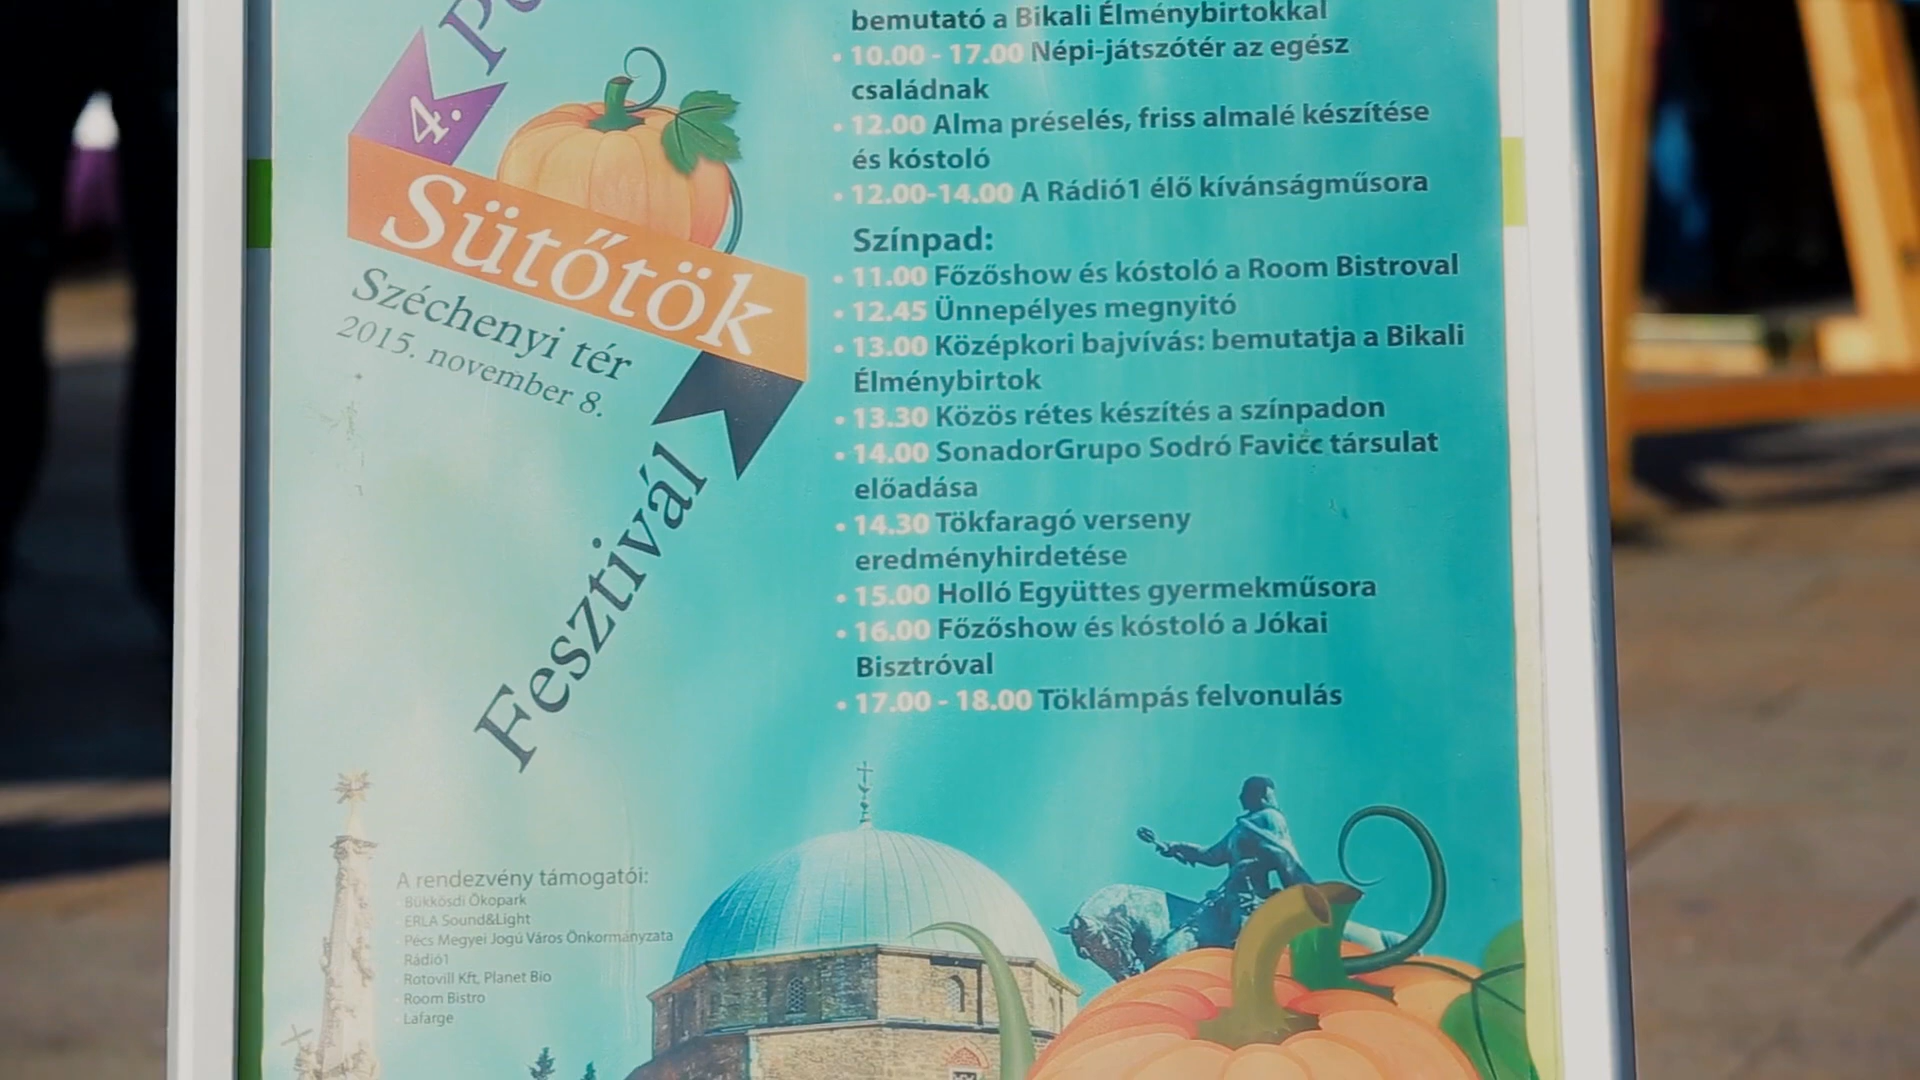 4.
Sütőtök
Széchenyi tér
2015. november 8.
Fesztivál
bemutató a Bikali Élménybirtokkal
• 10.00 - 17.00 Népi-játszótér az egész
családnak
• 12.00 Alma préselés, friss almalé készítése
és kóstoló
• 12.00-14.00 A Rádió1 élő kívánságműsora
Színpad:
• 11.00 Főzőshow és kóstoló a Room Bistroval
• 12.45 Ünnepélyes megnyitó
• 13.00 Középkori bajvívás: bemutatja a Bikali
Élménybirtok
• 13.30 Közös rétes készítés a színpadon
• 14.00 SonadorGrupo Sodró Favicc társulat
előadása
• 14.30 Tökfaragó verseny
eredményhirdetése
• 15.00 Holló Együttes gyermekműsora
• 16.00 Főzőshow és kóstoló a Jókai
Bisztróval
• 17.00 - 18.00 Töklámpás felvonulás
A rendezvény támogatói:
Bükkösdi Ökopark
ERLA Sound&Light
Pécs Megyei Jogú Város Önkormányzata
Rádió1
Rotovill Kft, Planet Bio
Room Bistro
Lafarge